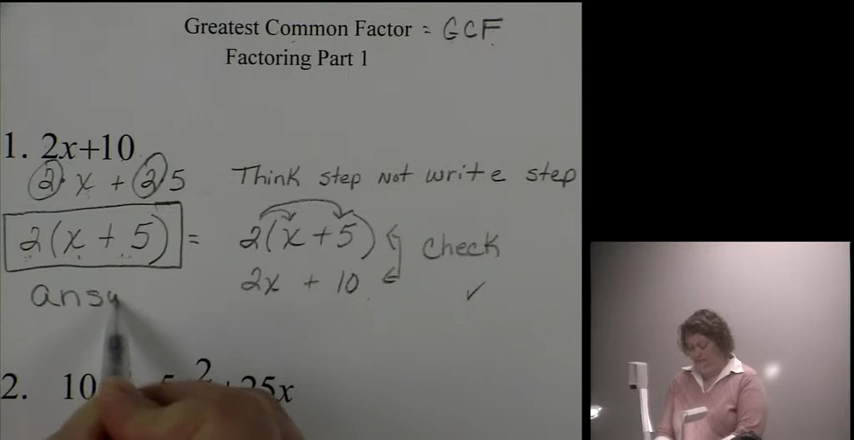 Greatest Common Factor = GCF
Factoring Part 1
1. 2x+10
2· x + 2·5 Think step not write step
2(x + 5) = 2(x + 5) check
2x + 10 ✓
ans
2. 10 2 + 25x